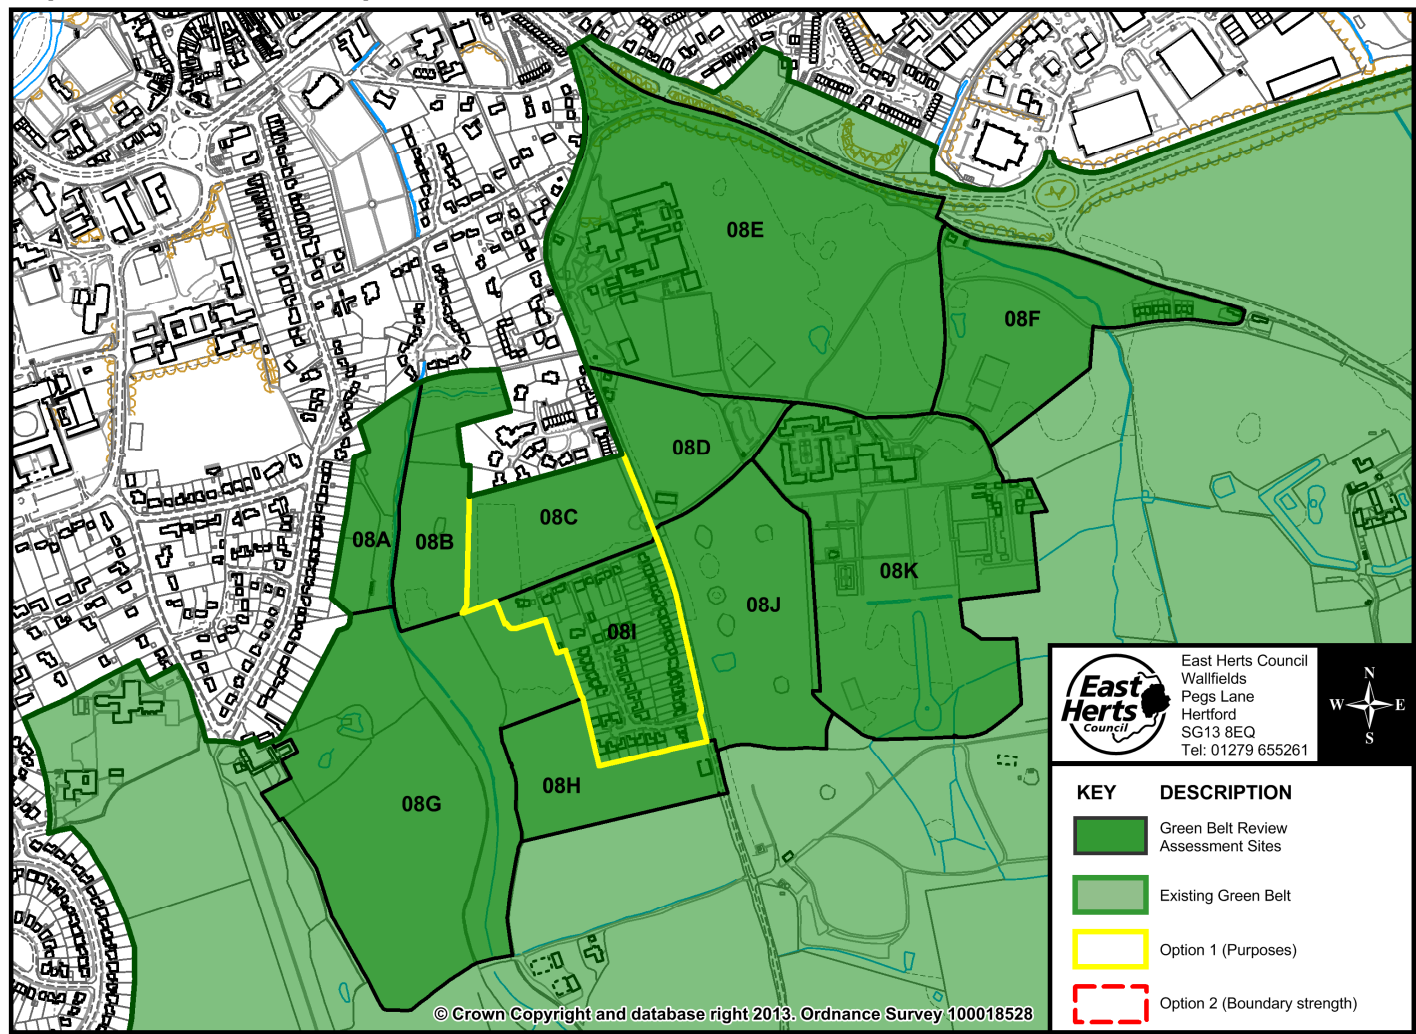 08E
08F
08D
08C
08A
08B
08K
08J
08I
08H
08G
East Herts Council
East Herts Council
Wallfields
Pegs Lane
Hertford
SG13 8EQ
Tel: 01279 655261
N
W E
S
KEY DESCRIPTION
Green Belt Review
Assessment Sites
Existing Green Belt
Option 1 (Purposes)
Option 2 (Boundary strength)
© Crown Copyright and database right 2013. Ordnance Survey 100018528